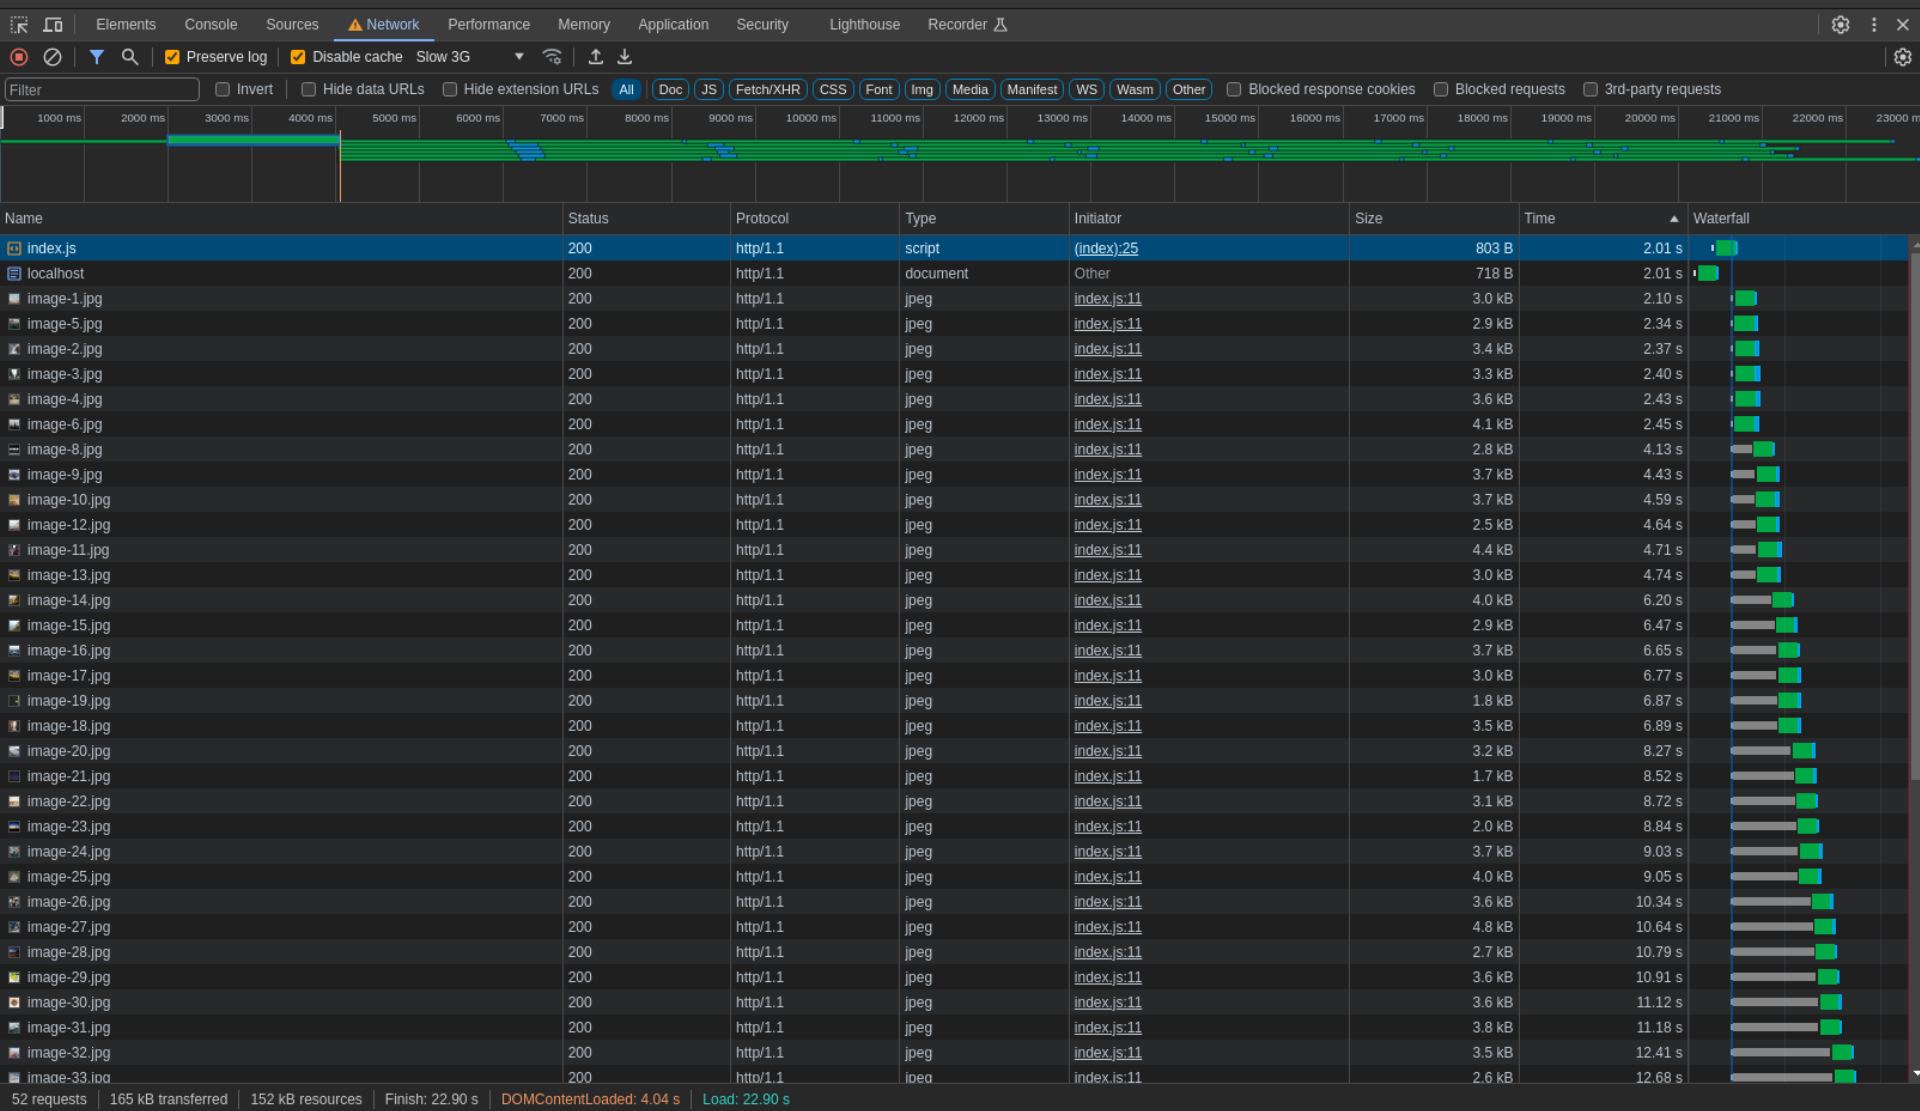 Elements Console Sources Network Performance Memory Application Security Lighthouse Recorder
Preserve log Disable cache Slow 3G
Filter Invert Hide data URLs Hide extension URLs All Doc JS Fetch/XHR CSS Font Img Media Manifest WS Wasm Other Blocked response cookies Blocked requests 3rd-party requests
1000 ms 2000 ms 3000 ms 4000 ms 5000 ms 6000 ms 7000 ms 8000 ms 9000 ms 10000 ms 11000 ms 12000 ms 13000 ms 14000 ms 15000 ms 16000 ms 17000 ms 18000 ms 19000 ms 20000 ms 21000 ms 22000 ms 23000 m
Name Status Protocol Type Initiator Size Time Waterfall
index.js 200 http/1.1 script (index):25 803 B 2.01 s
localhost 200 http/1.1 document Other 718 B 2.01 s
image-1.jpg 200 http/1.1 jpeg index.js:11 3.0 kB 2.10 s
image-5.jpg 200 http/1.1 jpeg index.js:11 2.9 kB 2.34 s
image-2.jpg 200 http/1.1 jpeg index.js:11 3.4 kB 2.37 s
image-3.jpg 200 http/1.1 jpeg index.js:11 3.3 kB 2.40 s
image-4.jpg 200 http/1.1 jpeg index.js:11 3.6 kB 2.43 s
image-6.jpg 200 http/1.1 jpeg index.js:11 4.1 kB 2.45 s
image-8.jpg 200 http/1.1 jpeg index.js:11 2.8 kB 4.13 s
image-9.jpg 200 http/1.1 jpeg index.js:11 3.7 kB 4.43 s
image-10.jpg 200 http/1.1 jpeg index.js:11 3.7 kB 4.59 s
image-12.jpg 200 http/1.1 jpeg index.js:11 2.5 kB 4.64 s
image-11.jpg 200 http/1.1 jpeg index.js:11 4.4 kB 4.71 s
image-13.jpg 200 http/1.1 jpeg index.js:11 3.0 kB 4.74 s
image-14.jpg 200 http/1.1 jpeg index.js:11 4.0 kB 6.20 s
image-15.jpg 200 http/1.1 jpeg index.js:11 2.9 kB 6.47 s
image-16.jpg 200 http/1.1 jpeg index.js:11 3.7 kB 6.65 s
image-17.jpg 200 http/1.1 jpeg index.js:11 3.0 kB 6.77 s
image-19.jpg 200 http/1.1 jpeg index.js:11 1.8 kB 6.87 s
image-18.jpg 200 http/1.1 jpeg index.js:11 3.5 kB 6.89 s
image-20.jpg 200 http/1.1 jpeg index.js:11 3.2 kB 8.27 s
image-21.jpg 200 http/1.1 jpeg index.js:11 1.7 kB 8.52 s
image-22.jpg 200 http/1.1 jpeg index.js:11 3.1 kB 8.72 s
image-23.jpg 200 http/1.1 jpeg index.js:11 2.0 kB 8.84 s
image-24.jpg 200 http/1.1 jpeg index.js:11 3.7 kB 9.03 s
image-25.jpg 200 http/1.1 jpeg index.js:11 4.0 kB 9.05 s
image-26.jpg 200 http/1.1 jpeg index.js:11 3.6 kB 10.34 s
image-27.jpg 200 http/1.1 jpeg index.js:11 4.8 kB 10.64 s
image-28.jpg 200 http/1.1 jpeg index.js:11 2.7 kB 10.79 s
image-29.jpg 200 http/1.1 jpeg index.js:11 3.6 kB 10.91 s
image-30.jpg 200 http/1.1 jpeg index.js:11 3.6 kB 11.12 s
image-31.jpg 200 http/1.1 jpeg index.js:11 3.8 kB 11.18 s
image-32.jpg 200 http/1.1 jpeg index.js:11 3.5 kB 12.41 s
image-33.jpg 200 http/1.1 jpeg index.js:11 2.6 kB 12.68 s
52 requests 165 kB transferred 152 kB resources Finish: 22.90 s DOMContentLoaded: 4.04 s Load: 22.90 s